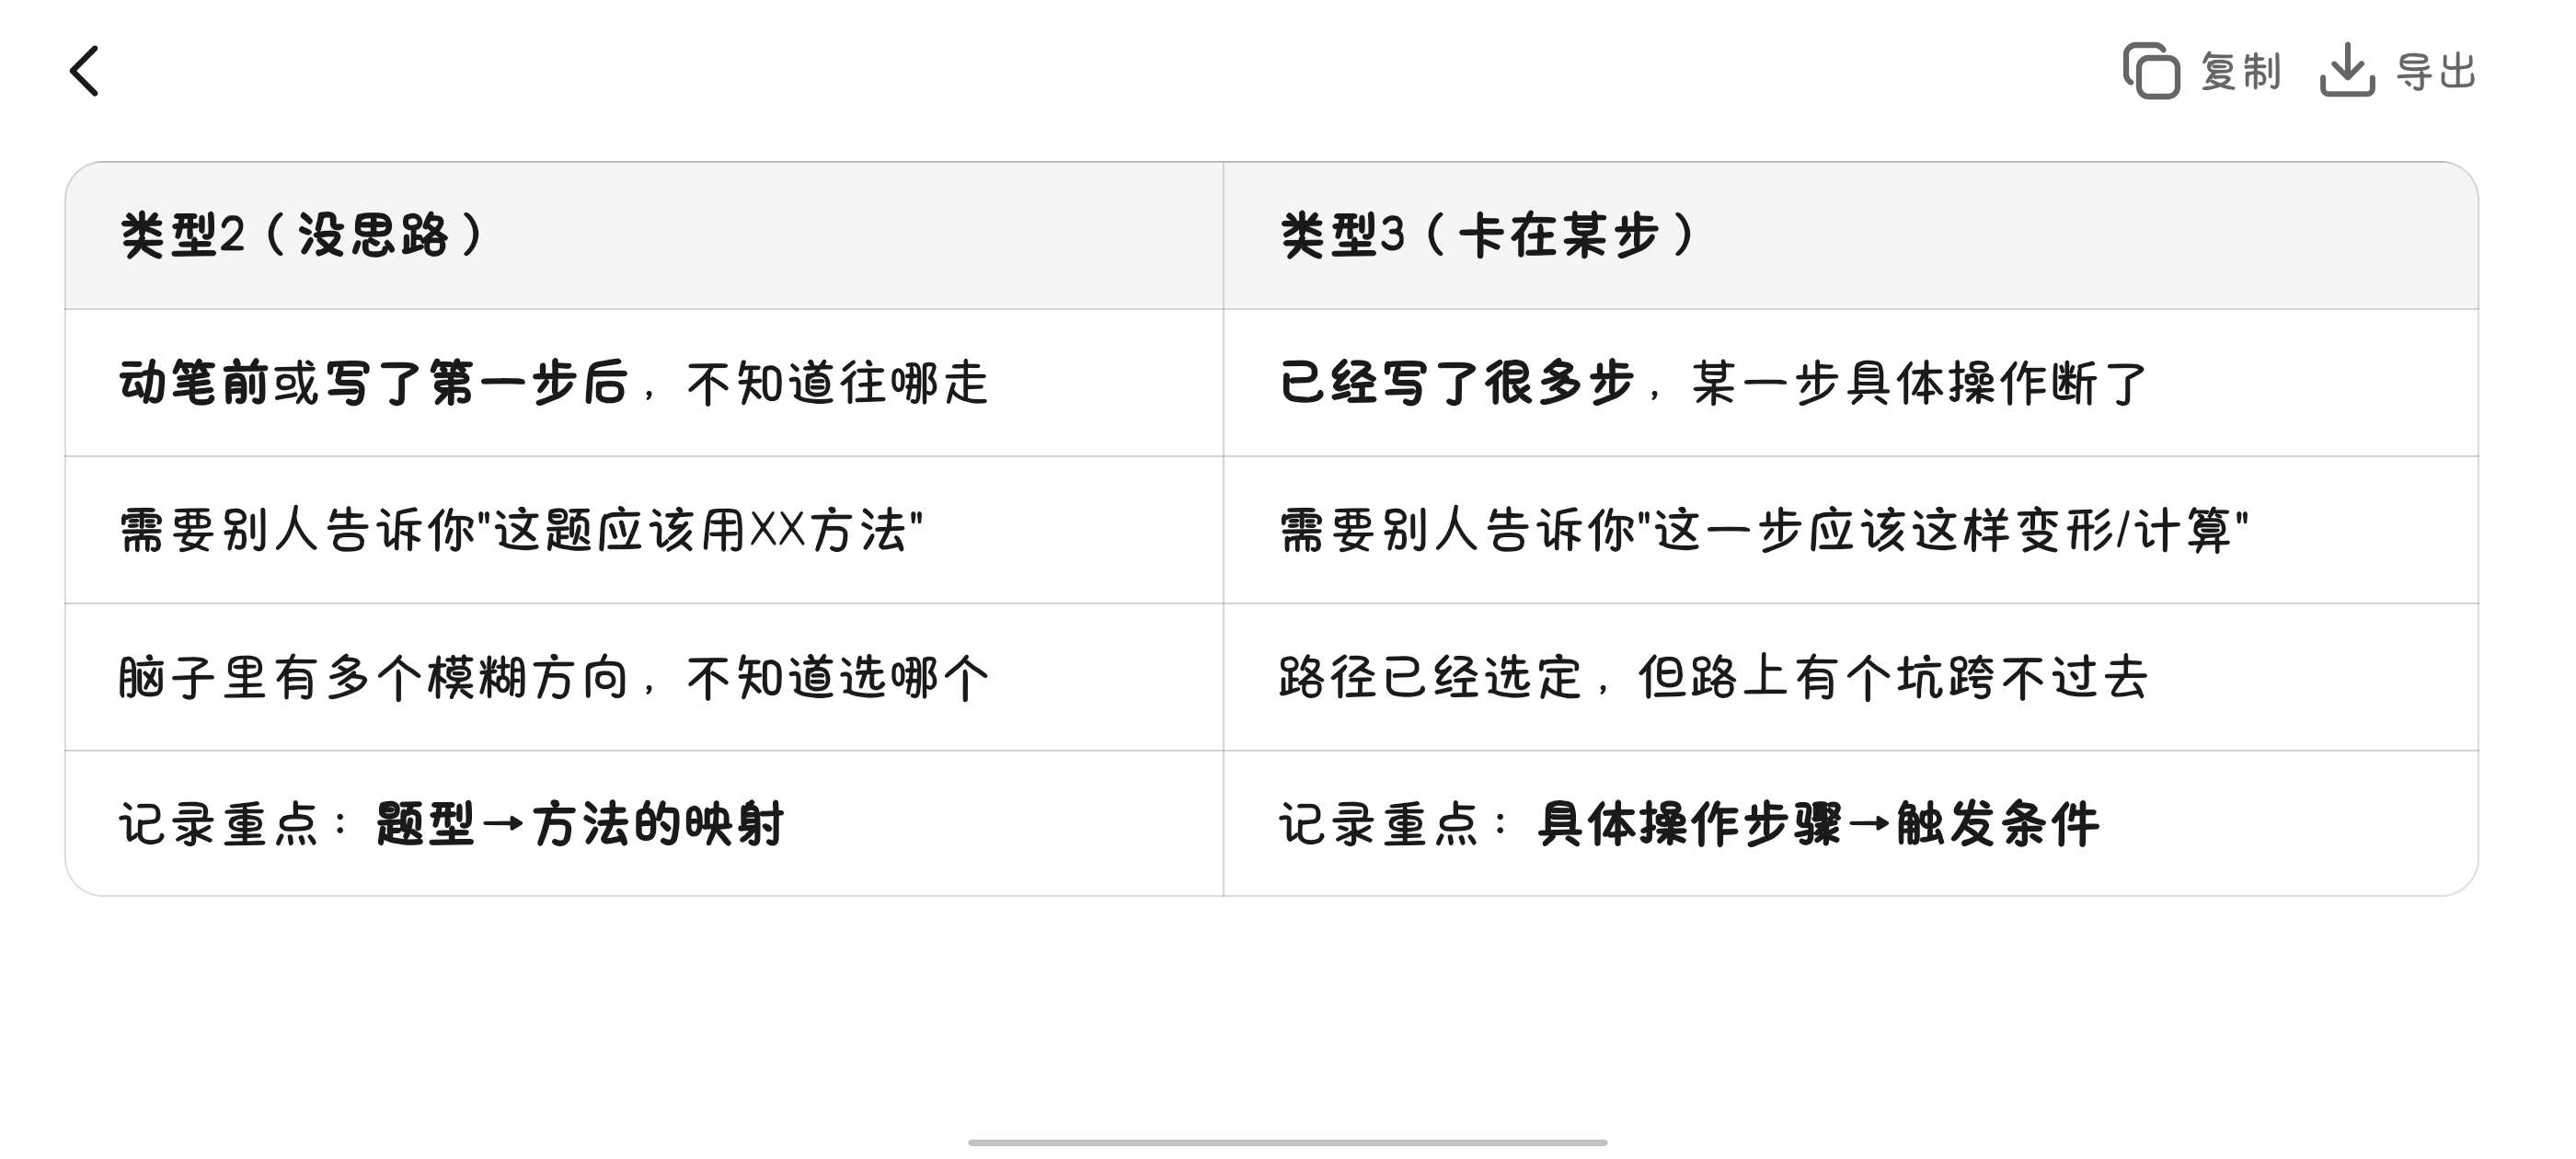 复制 导出
类型2（没思路） 类型3（卡在某步）
动笔前或写了第一步后，不知道往哪走 已经写了很多步，某一步具体操作断了
需要别人告诉你"这题应该用XX方法" 需要别人告诉你"这一步应该这样变形/计算"
脑子里有多个模糊方向，不知道选哪个 路径已经选定，但路上有个坑跨不过去
记录重点：题型→方法的映射 记录重点：具体操作步骤→触发条件